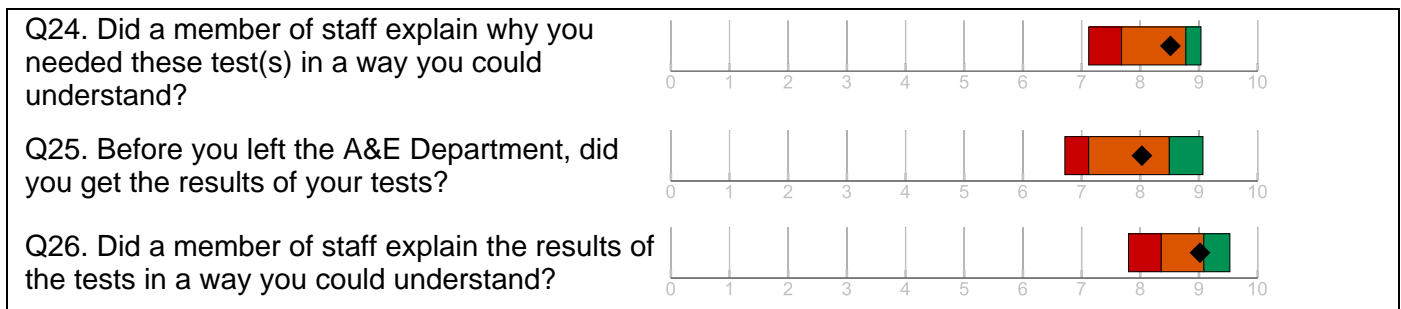 Q24. Did a member of staff explain why you
needed these test(s) in a way you could
understand?
0 1 2 3 4 5 6 7 8 9 10
Q25. Before you left the A&E Department, did
you get the results of your tests?
0 1 2 3 4 5 6 7 8 9 10
Q26. Did a member of staff explain the results of
the tests in a way you could understand?
0 1 2 3 4 5 6 7 8 9 10